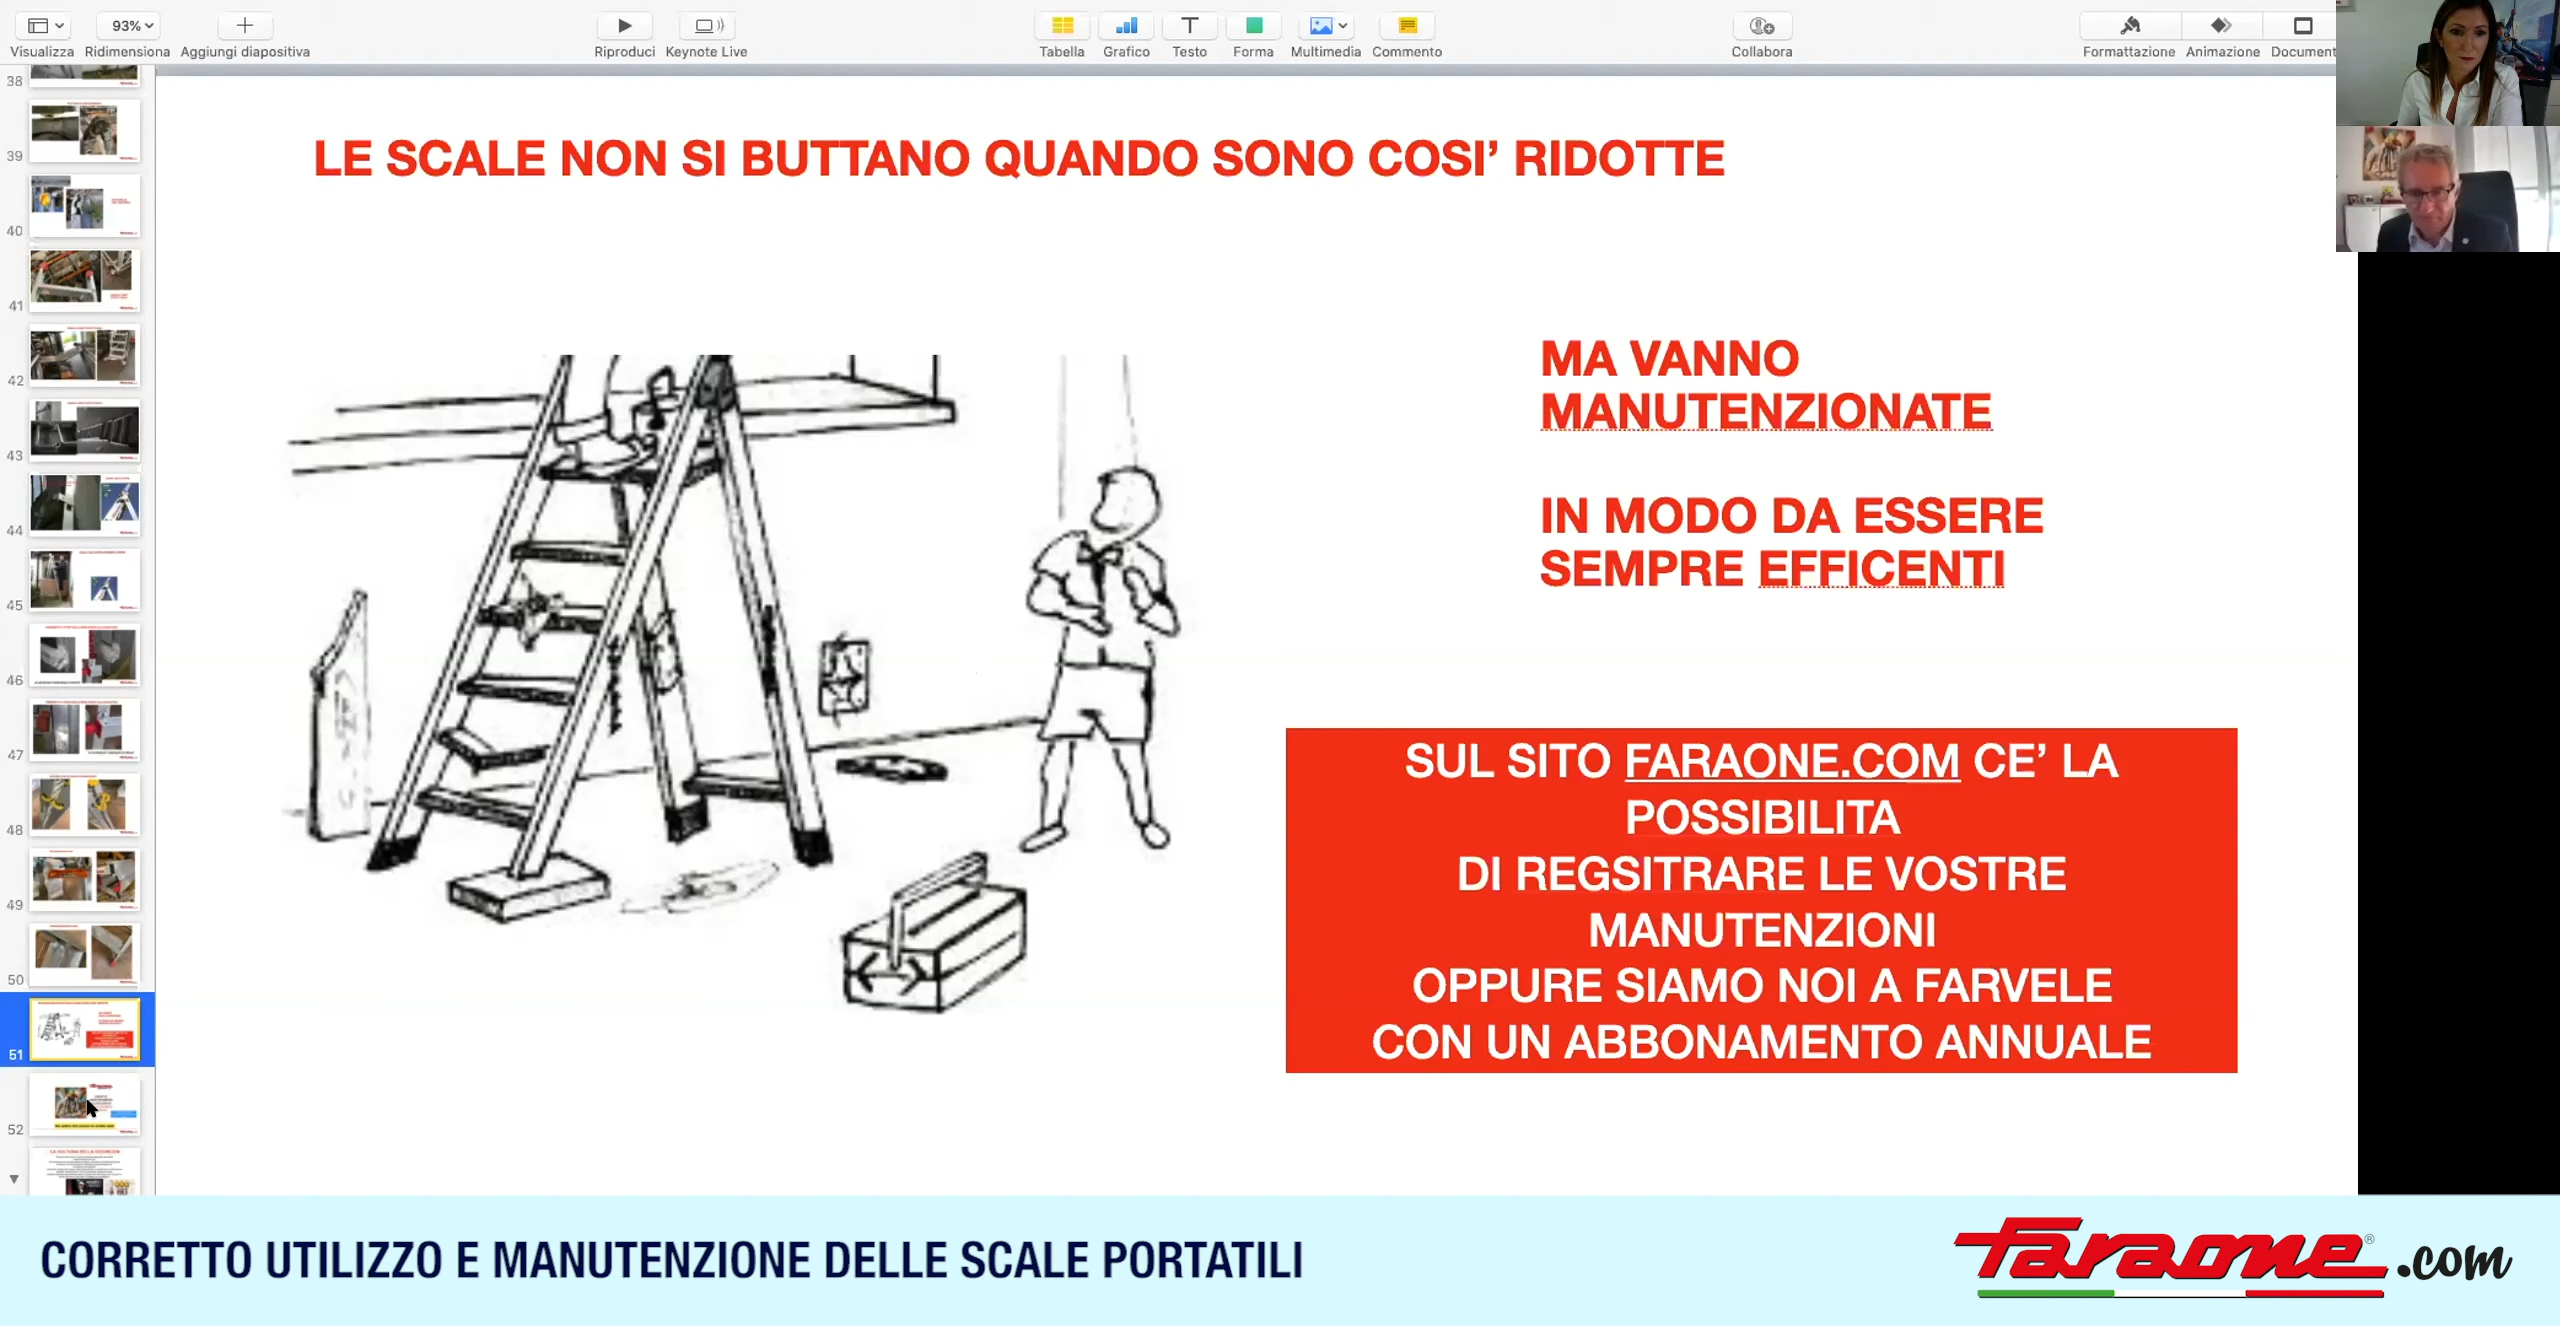 93%
Visualizza
Ridimensiona
Aggiungi diapositiva
Riproduci
Keynote Live
Tabella
Grafico
Testo
Forma
Multimedia
Commento
Collabora
Formattazione
Animazione
Document
38
39
40
41
42
43
44
45
46
47
48
49
50
51
52
LE SCALE NON SI BUTTANO QUANDO SONO COSI’ RIDOTTE
MA VANNO
MANUTENZIONATE
IN MODO DA ESSERE
SEMPRE EFFICENTI
SUL SITO FARAONE.COM CE’ LA
POSSIBILITA
DI REGSITRARE LE VOSTRE
MANUTENZIONI
OPPURE SIAMO NOI A FARVELE
CON UN ABBONAMENTO ANNUALE
LA CULTURA DELLA SICUREZZA
CORRETTO UTILIZZO E MANUTENZIONE DELLE SCALE PORTATILI
Faraone®.com